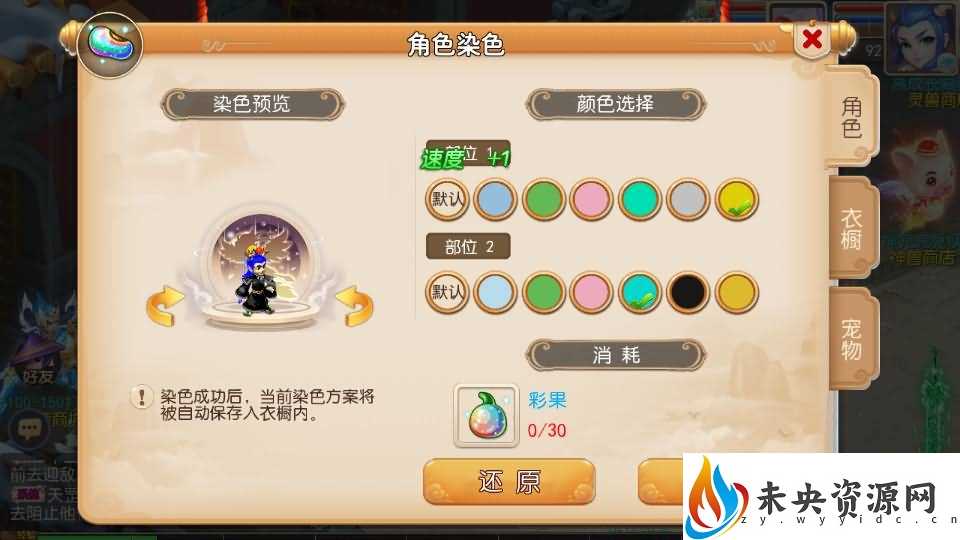 角色染色
染色预览
颜色选择
部位 1
速度 +1
默认
部位 2
默认
消 耗
彩果
0/30
染色成功后，当前染色方案将
被自动保存入衣橱内。
还 原
角色
衣橱
宠物
92
灵兽商
神兽商店
好友
前去迎敌
去阻止他
未央资源网
zy.wyyidc.cn